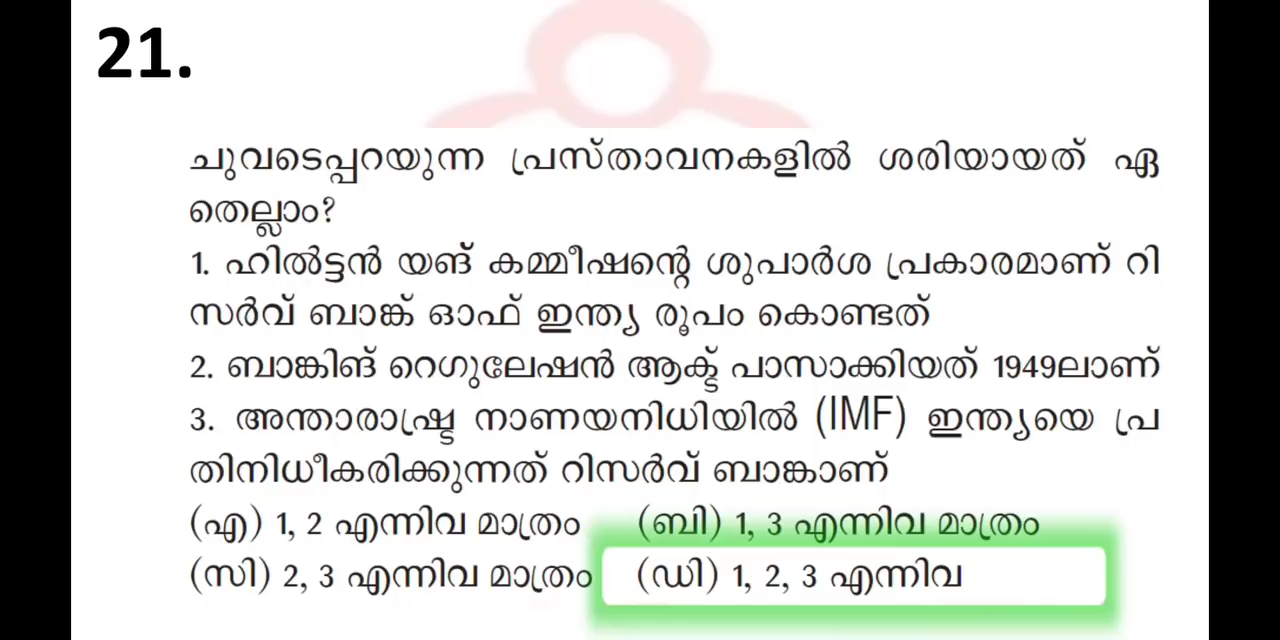 21.
ചുവടെപ്പറയുന്ന പ്രസ്താവനകളിൽ ശരിയായത് ഏ
തെല്ലാം?
1. ഹിൽട്ടൻ യങ് കമ്മീഷന്റെ ശുപാർശ പ്രകാരമാണ് റി
സർവ് ബാങ്ക് ഓഫ് ഇന്ത്യ രൂപം കൊണ്ടത്
2. ബാങ്കിങ് റെഗുലേഷൻ ആക്ട് പാസാക്കിയത് 1949ലാണ്
3. അന്താരാഷ്ട്ര നാണയനിധിയിൽ (IMF) ഇന്ത്യയെ പ്ര
തിനിധീകരിക്കുന്നത് റിസർവ് ബാങ്കാണ്
(എ) 1, 2 എന്നിവ മാത്രം (ബി) 1, 3 എന്നിവ മാത്രം
(സി) 2, 3 എന്നിവ മാത്രം (ഡി) 1, 2, 3 എന്നിവ